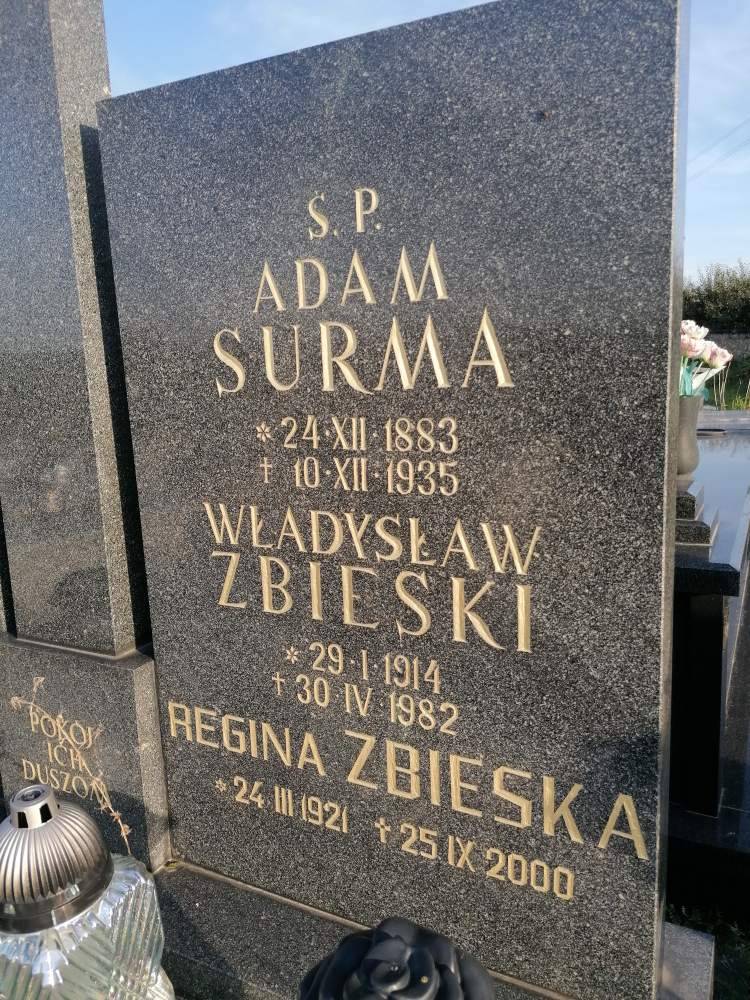 Ś. P.
ADAM
SURMA
* 24·XII·1883
† 10·XII·1935
WŁADYSŁAW
ZBIESKI
* 29·I 1914
† 30 IV 1982
REGINA ZBIESKA
* 24 III 1921 † 25 IX 2000
POKÓJ
ICH
DUSZOM